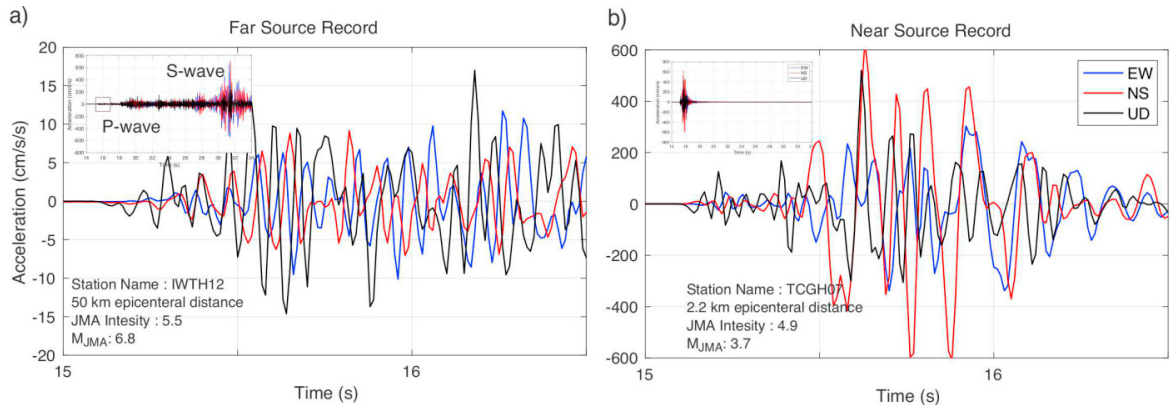 a)
Far Source Record
20
15
10
5
0
-5
-10
-15
-20
Acceleration (cm/s/s)
S-wave
P-wave
Time (s)
Station Name : IWTH12
50 km epicenteral distance
JMA Intesity : 5.5
MJMA: 6.8
15
16
Time (s)
b)
Near Source Record
600
400
200
0
-200
-400
-600
EW
NS
UD
Time (s)
Station Name : TCGH07
2.2 km epicenteral distance
JMA Intesity : 4.9
MJMA: 3.7
15
16
Time (s)